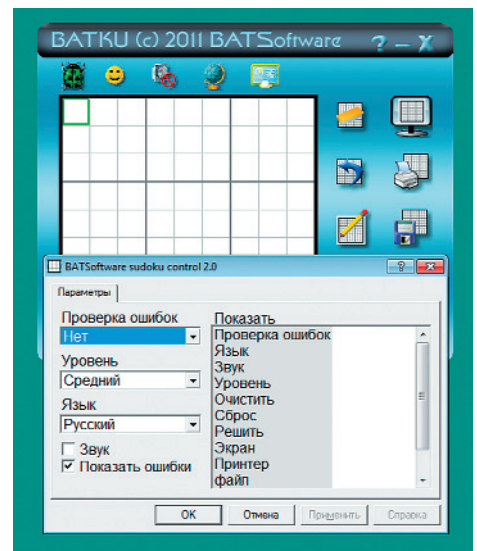 BATKU (c) 2011 BATSoftware ? – X
BATSoftware sudoku control 2.0
Параметры
Проверка ошибок
Нет
Уровень
Средний
Язык
Русский
Звук
Показать ошибки
Показать
Проверка ошибок
Язык
Звук
Уровень
Очистить
Сброс
Решить
Экран
Принтер
файл
OK
Отмена
Применить
Справка